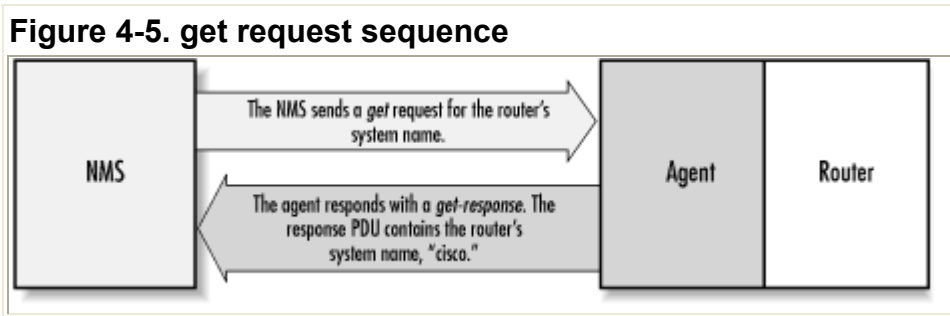 Figure 4-5. get request sequence
NMS
The NMS sends a get request for the router's
system name.
The agent responds with a get-response. The
response PDU contains the router's
system name, "cisco."
Agent
Router